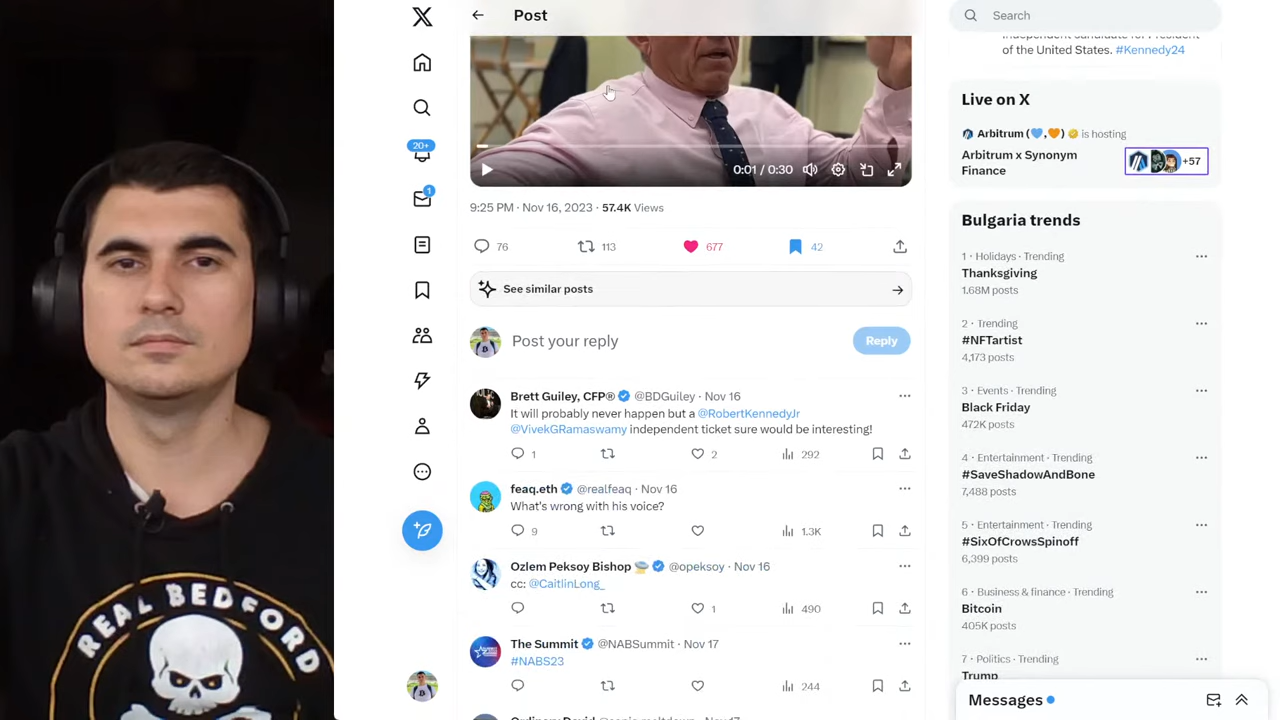 Post
Search
Independent candidate for President
of the United States. #Kennedy24
20+
1
0:01 / 0:30
9:25 PM · Nov 16, 2023 · 57.4K Views
76
113
677
42
See similar posts
Post your reply
Reply
Brett Guiley, CFP® @BDGuiley · Nov 16
It will probably never happen but a @RobertKennedyJr
@VivekGRamaswamy independent ticket sure would be interesting!
1
2
292
feaq.eth @realfeaq · Nov 16
What's wrong with his voice?
9
1.3K
Ozlem Peksoy Bishop @opeksoy · Nov 16
cc: @CaitlinLong_
1
490
The Summit @NABSummit · Nov 17
#NABS23
244
Live on X
Arbitrum is hosting
Arbitrum x Synonym
Finance
+57
Bulgaria trends
1 · Holidays · Trending
Thanksgiving
1.68M posts
2 · Trending
#NFTartist
4,173 posts
3 · Events · Trending
Black Friday
472K posts
4 · Entertainment · Trending
#SaveShadowAndBone
7,488 posts
5 · Entertainment · Trending
#SixOfCrowsSpinoff
6,399 posts
6 · Business & finance · Trending
Bitcoin
405K posts
7 · Politics · Trending
Trump
Messages
REAL BEDFORD